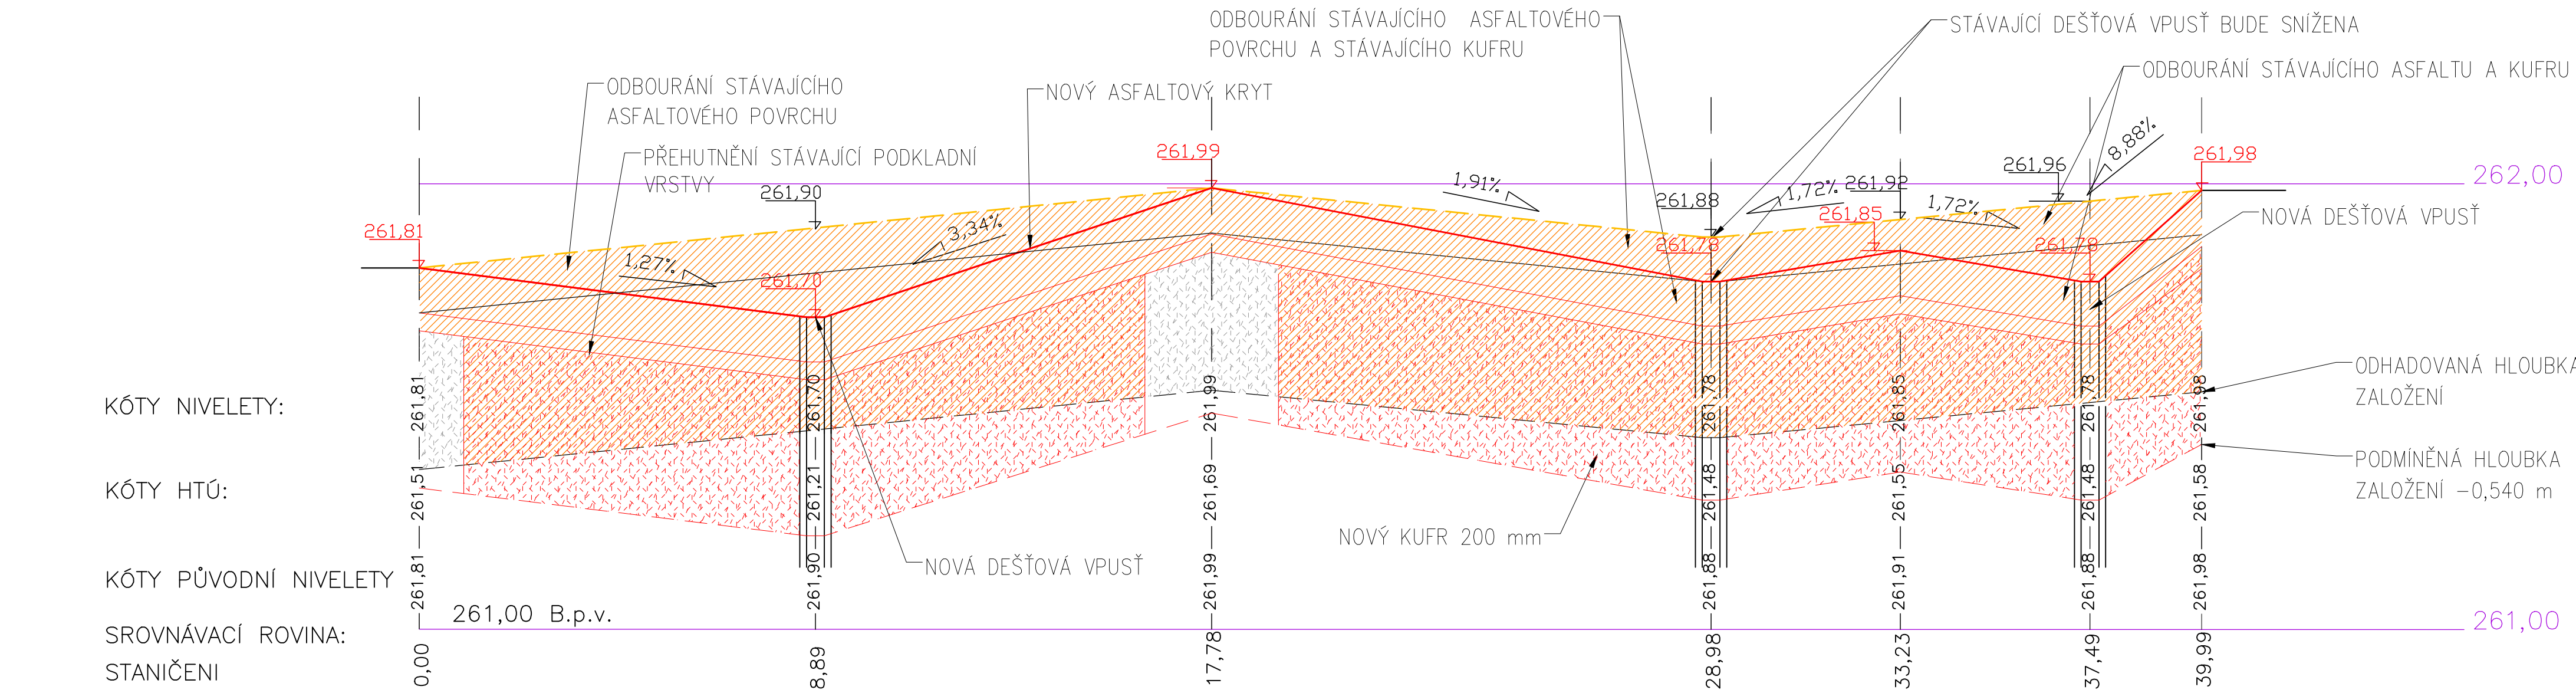 ODBOURÁNÍ STÁVAJÍCÍHO ASFALTOVÉHO
POVRCHU A STÁVAJÍCÍHO KUFRU
STÁVAJÍCÍ DEŠŤOVÁ VPUSŤ BUDE SNÍŽENA
ODBOURÁNÍ STÁVAJÍCÍHO ASFALTU A KUFRU
ODBOURÁNÍ STÁVAJÍCÍHO
ASFALTOVÉHO POVRCHU
NOVÝ ASFALTOVÝ KRYT
PŘEHUTNĚNÍ STÁVAJÍCÍ PODKLADNÍ
VRSTVY
261,81
261,90
261,99
261,88
261,92
261,96
261,98
262,00
1,27%
3,34%
1,91%
1,72%
1,72%
8,88%
261,70
261,78
261,85
261,78
NOVÁ DEŠŤOVÁ VPUSŤ
ODHADOVANÁ HLOUBKA
ZALOŽENÍ
PODMÍNĚNÁ HLOUBKA
ZALOŽENÍ -0,540 m
NOVÝ KUFR 200 mm
NOVÁ DEŠŤOVÁ VPUSŤ
KÓTY NIVELETY:
261,81 261,70 261,99 261,78 261,85 261,78 261,98
KÓTY HTÚ:
261,51 261,21 261,69 261,48 261,55 261,48 261,58
KÓTY PŮVODNÍ NIVELETY
261,81 261,90 261,99 261,88 261,91 261,88 261,98
261,00 B.p.v.
261,00
SROVNÁVACÍ ROVINA:
STANIČENI
0,00 8,89 17,78 28,98 33,23 37,49 39,99